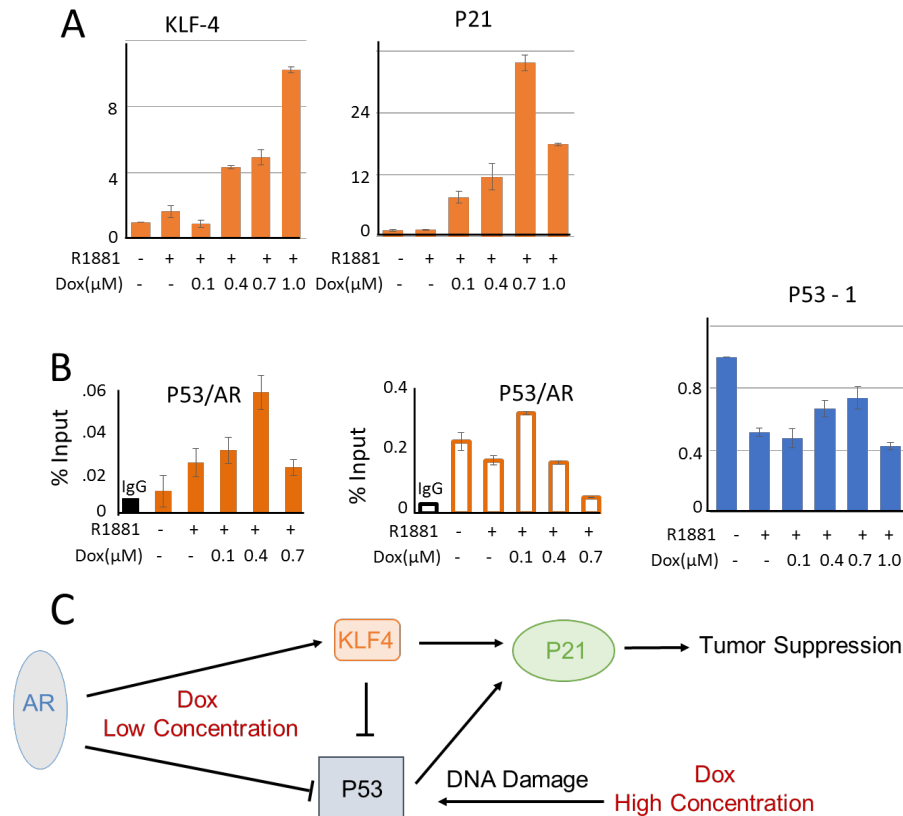 A
KLF-4
8
4
0
R1881 - + + + + +
Dox(µM) - - 0.1 0.4 0.7 1.0
P21
24
12
0
R1881 - + + + + +
Dox(µM) - - 0.1 0.4 0.7 1.0
B
P53/AR
% Input
.06
.04
.02
0
IgG
R1881 - + + + +
Dox(µM) - - 0.1 0.4 0.7
P53/AR
% Input
0.4
0.2
0
IgG
R1881 - + + + +
Dox(µM) - - 0.1 0.4 0.7
P53 - 1
0.8
0.4
0
R1881 - + + + + +
Dox(µM) - - 0.1 0.4 0.7 1.0
C
AR
KLF4
P21
Tumor Suppression
Dox
Low Concentration
P53
DNA Damage
Dox
High Concentration